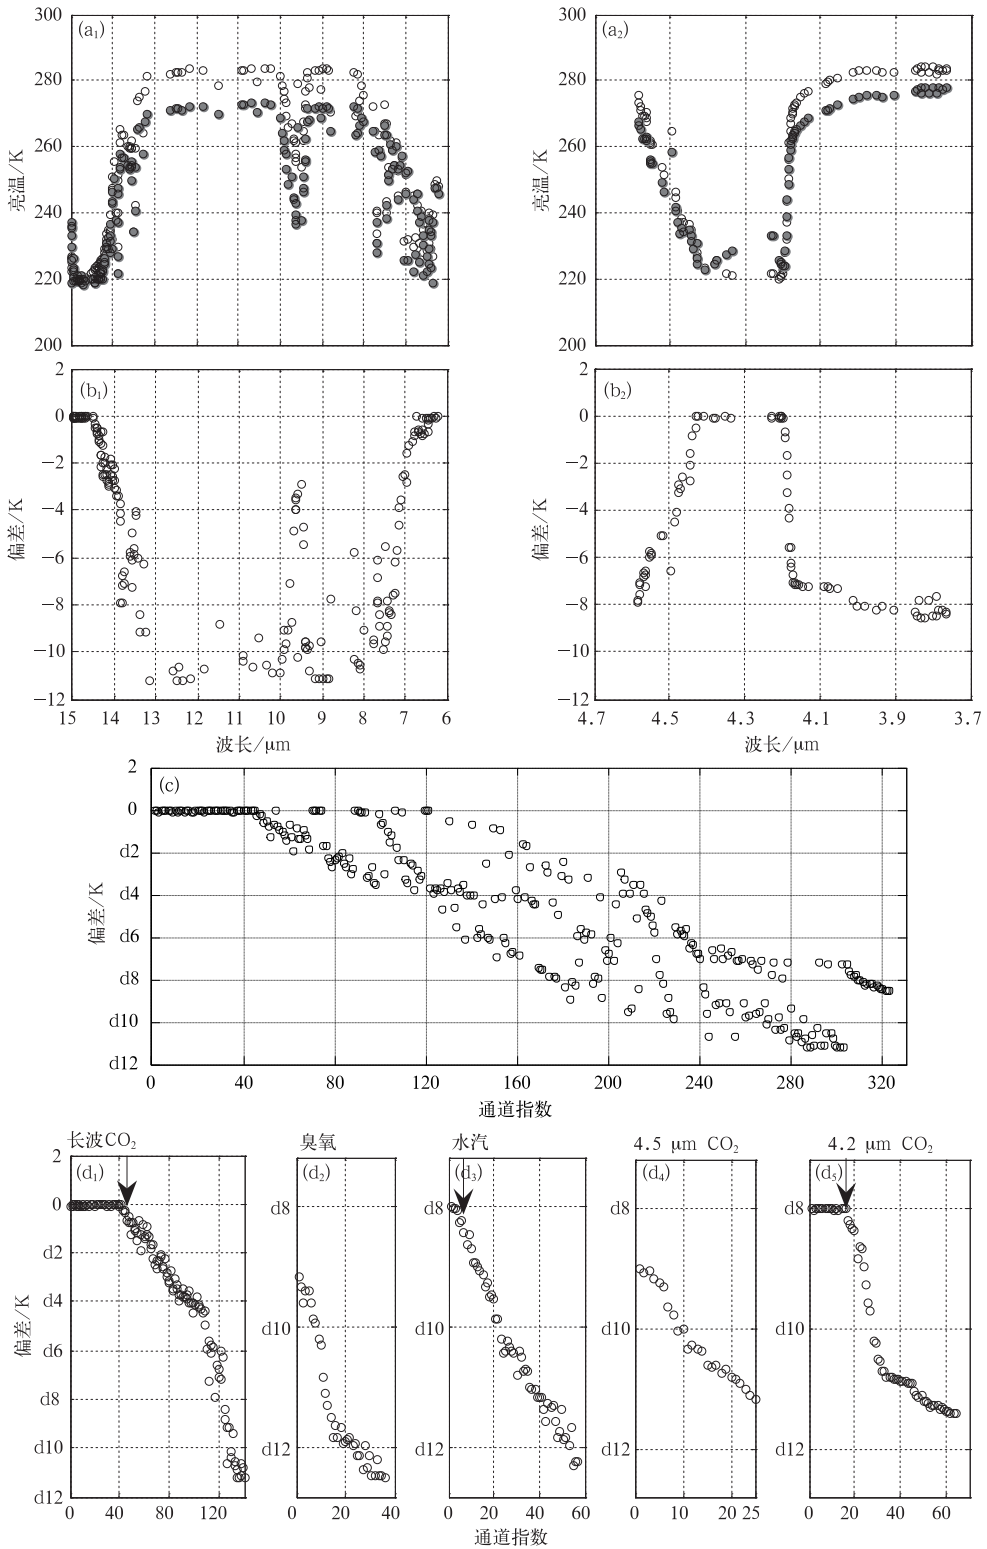 (a₁)
300
280
260
240
220
200
亮温/K
(a₂)
300
280
260
240
220
200
亮温/K
(b₁)
2
0
−2
−4
−6
−8
−10
−12
偏差/K
15 14 13 12 11 10 9 8 7 6
波长/μm
(b₂)
2
0
−2
−4
−6
−8
−10
−12
偏差/K
4.7 4.5 4.3 4.1 3.9 3.7
波长/μm
(c)
2
0
d2
d4
d6
d8
d10
d12
偏差/K
0 40 80 120 160 200 240 280 320
通道指数
长波CO₂
(d₁)
2
0
d2
d4
d6
d8
d10
d12
偏差/K
0 40 80 120
臭氧
(d₂)
d8
d10
d12
0 20 40
水汽
(d₃)
d8
d10
d12
0 20 40 60
4.5 μm CO₂
(d₄)
d8
d10
d12
0 10 20 25
4.2 μm CO₂
(d₅)
d8
d10
d12
0 20 40 60
通道指数